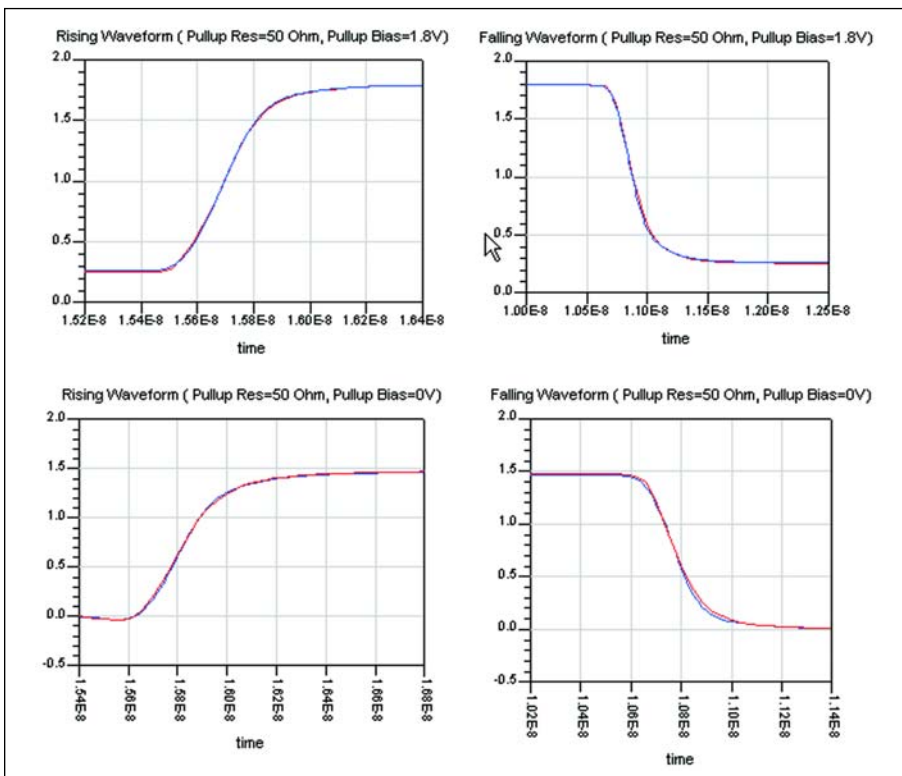 Rising Waveform ( Pullup Res=50 Ohm, Pullup Bias=1.8V)
2.0
1.5
1.0
0.5
0.0
1.52E-8 1.54E-8 1.56E-8 1.58E-8 1.60E-8 1.62E-8 1.64E-8
time
Falling Waveform ( Pullup Res=50 Ohm, Pullup Bias=1.8V)
2.0
1.5
1.0
0.5
0.0
1.00E-8 1.05E-8 1.10E-8 1.15E-8 1.20E-8 1.25E-8
time
Rising Waveform ( Pullup Res=50 Ohm, Pullup Bias=0V)
2.0
1.5
1.0
0.5
0.0
-0.5
1.54E-8 1.56E-8 1.58E-8 1.60E-8 1.62E-8 1.64E-8 1.66E-8 1.68E-8
time
Falling Waveform ( Pullup Res=50 Ohm, Pullup Bias=0V)
2.0
1.5
1.0
0.5
0.0
-0.5
1.02E-8 1.04E-8 1.06E-8 1.08E-8 1.10E-8 1.12E-8 1.14E-8
time